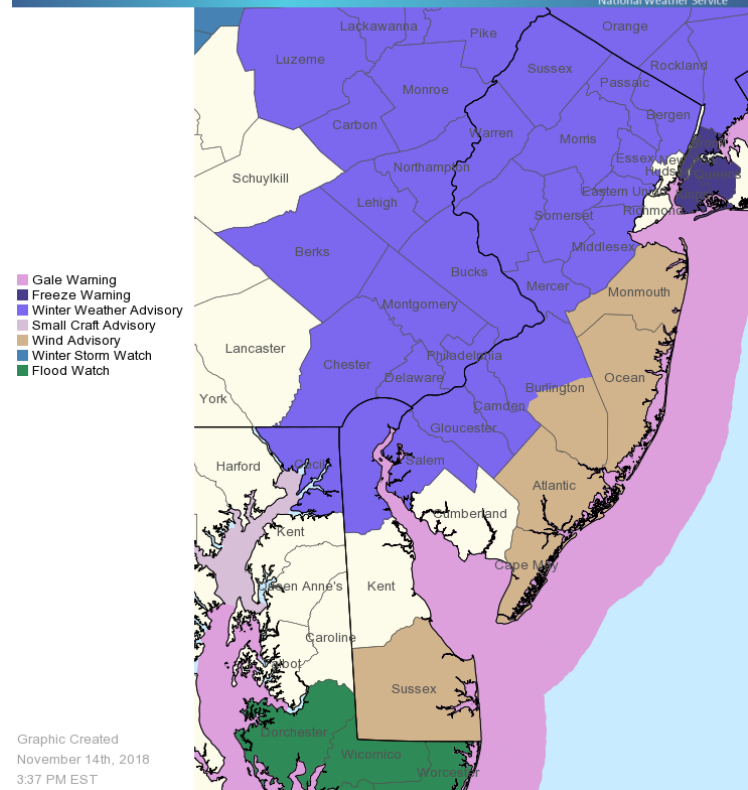 National Weather Service
Lackawanna
Pike
Orange
Luzerne
Sussex
Rockland
Passaic
Monroe
Bergen
Carbon
Warren
Morris
Essex New
Northampton
Schuylkill
Queens
Lehigh
Eastern
Somerset
Richmond
Middlesex
Berks
Bucks
Mercer
Monmouth
Montgomery
Lancaster
Philadelphia
Chester
Delaware
Ocean
Burlington
York
Camden
Gloucester
Harford
Cecil
Salem
Atlantic
Cumberland
Kent
Cape May
Queen Anne's
Kent
Caroline
Talbot
Sussex
Dorchester
Wicomico
Worcester
Gale Warning
Freeze Warning
Winter Weather Advisory
Small Craft Advisory
Wind Advisory
Winter Storm Watch
Flood Watch
Graphic Created
November 14th, 2018
3:37 PM EST